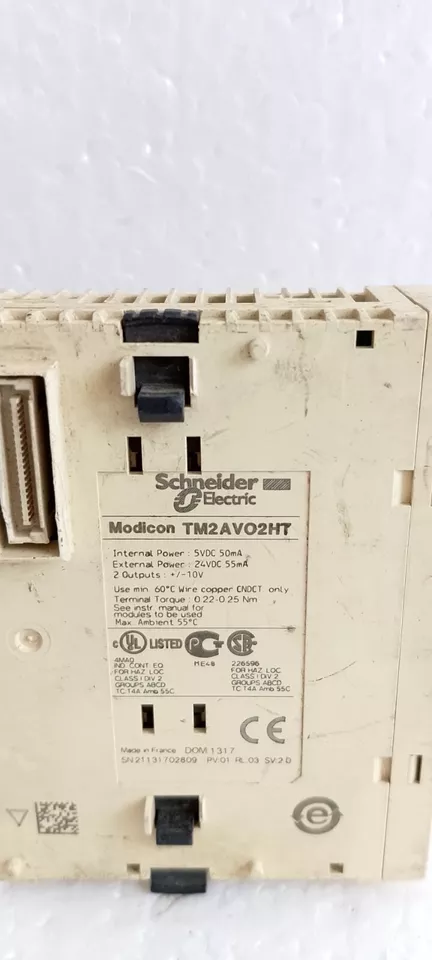 Schneider
Electric
Modicon TM2AVO2HT
Internal Power : 5VDC 50mA
External Power : 24VDC 55mA
2 Outputs : +/-10V
Use min. 60°C Wire copper CNDCT only
Terminal Torque : 0.22-0.25 Nm
See instr. manual for
modules to be used
Max. Ambient 55°C
c UL LISTED
4MA0
IND. CONT. EQ.
FOR HAZ. LOC.
CLASS I DIV. 2
GROUPS ABCD
T.C. T4A Amb. 55C
ME48
226596
FOR HAZ. LOC.
CLASS I DIV. 2
GROUPS ABCD
T.C. T4A Amb. 55C
CE
Made in France DOM 1317
SN:21131702809 PV:01 RL:03 SV:2.D
e